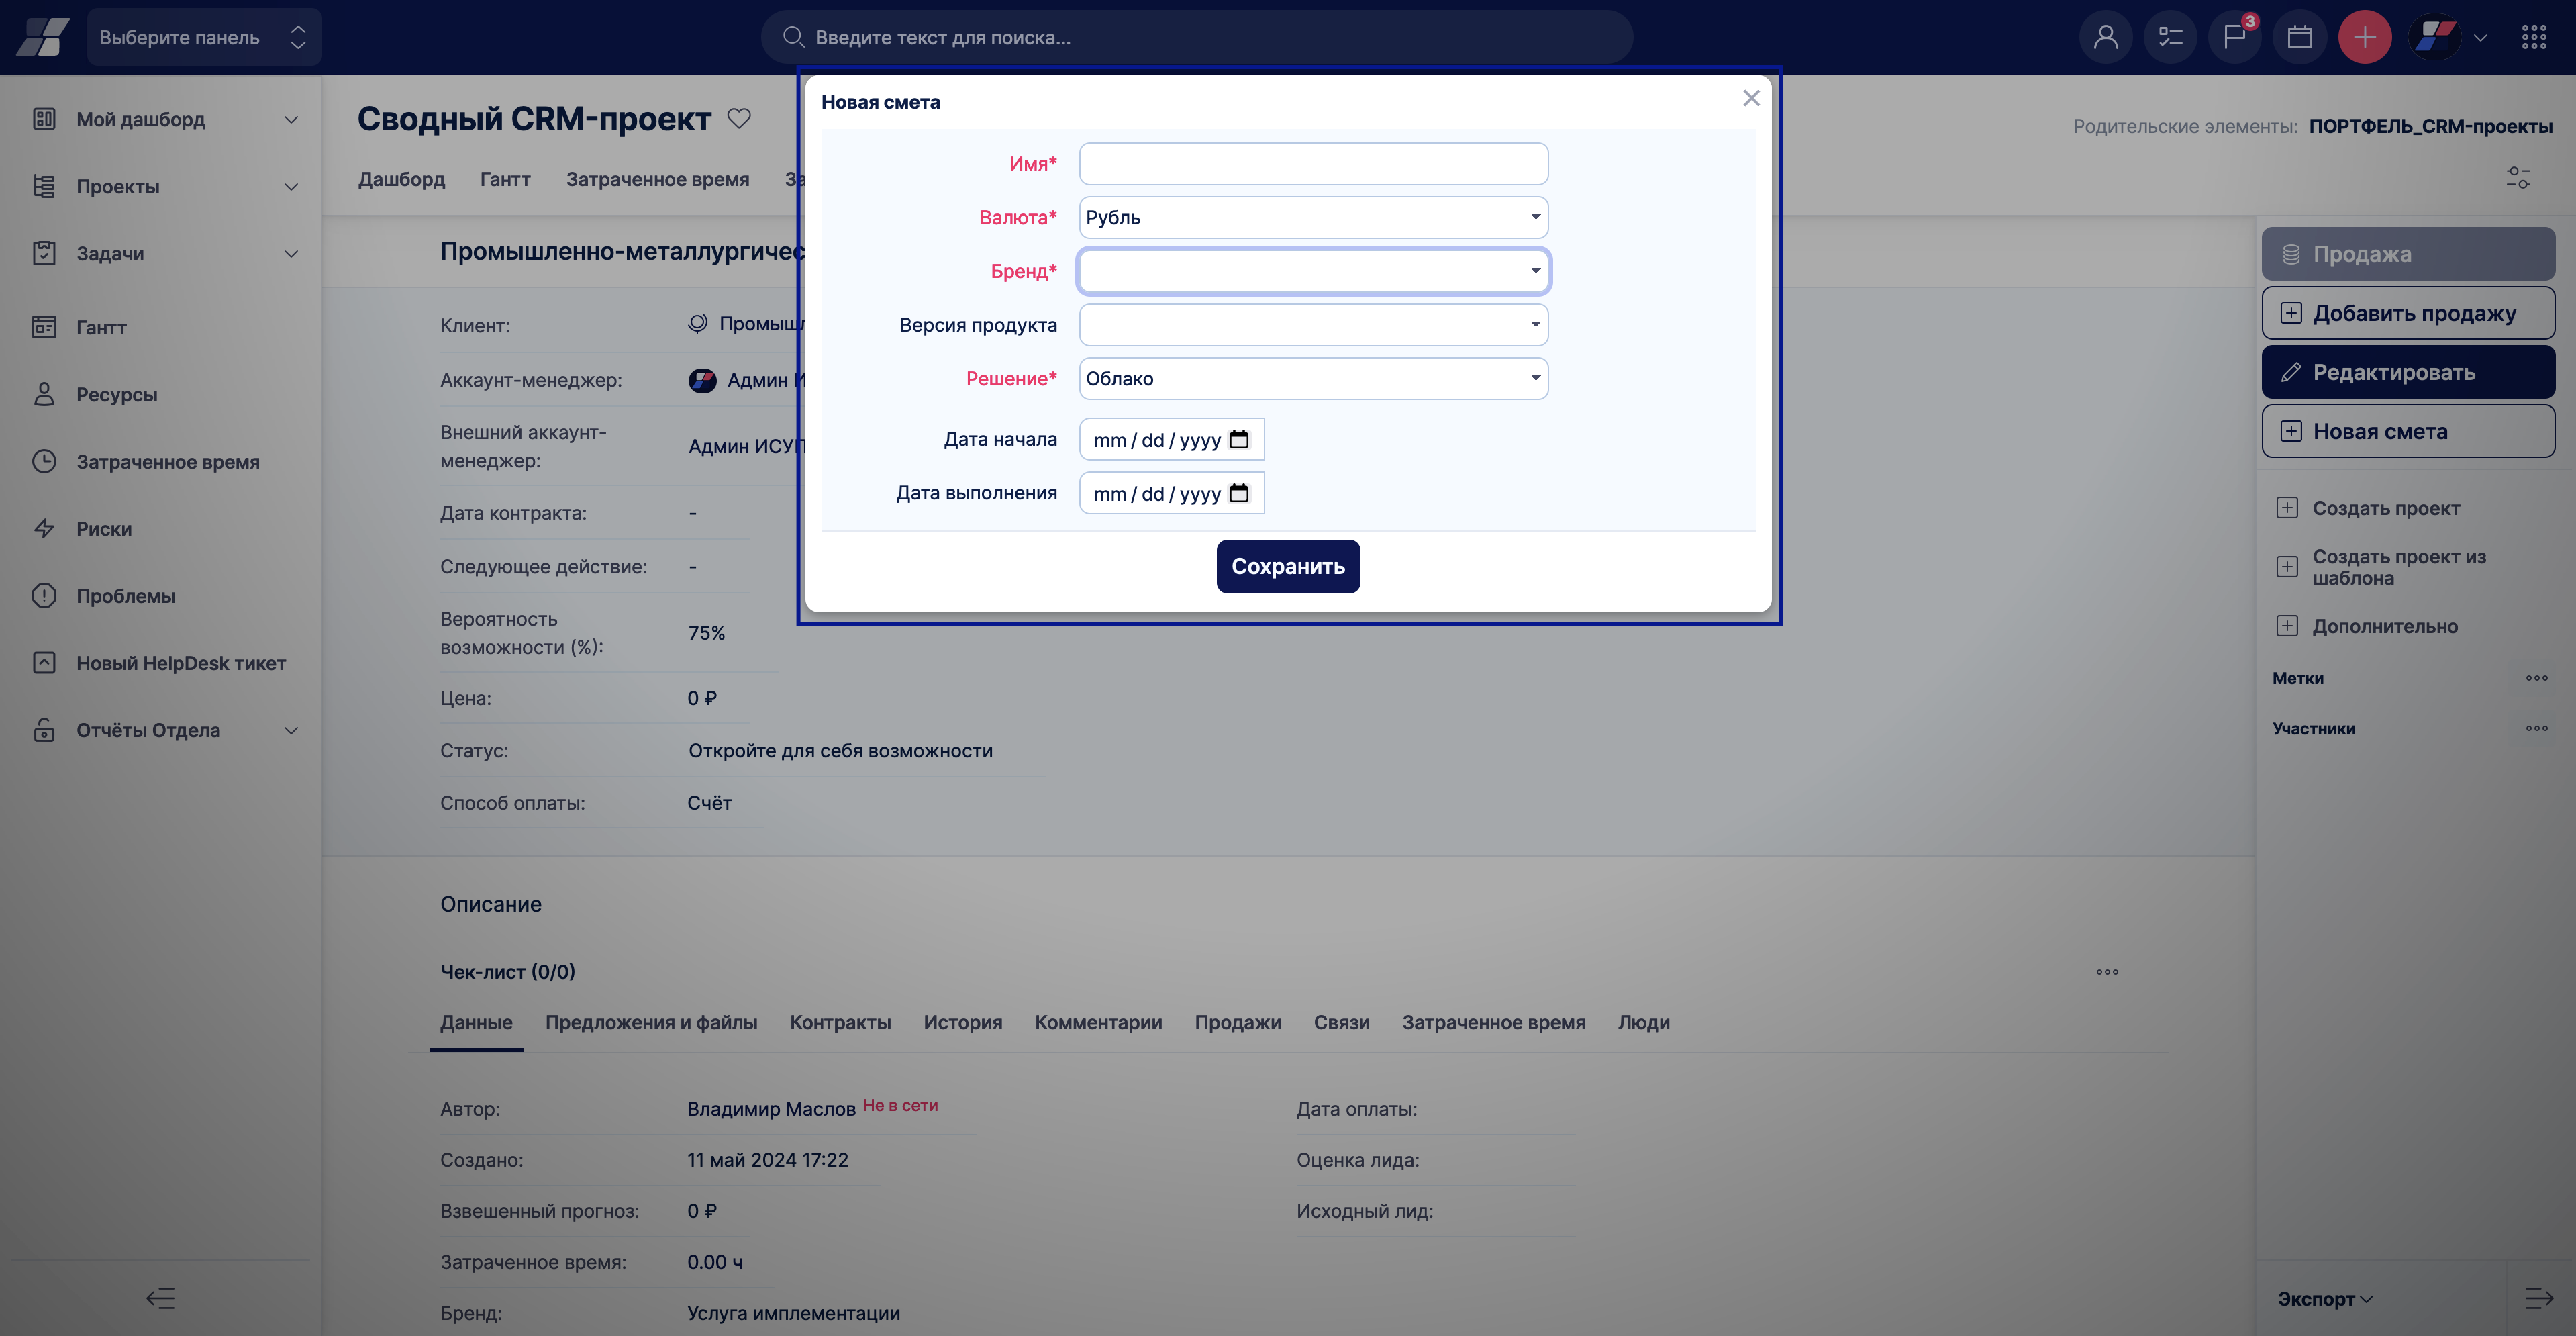 Выберите панель
Введите текст для поиска...
3
Мой дашборд
Проекты
Задачи
Гантт
Ресурсы
Затраченное время
Риски
Проблемы
Новый HelpDesk тикет
Отчёты Отдела
Сводный CRM-проект
Родительские элементы: ПОРТФЕЛЬ_CRM-проекты
Дашборд Гантт Затраченное время За
Промышленно-металлургичес
Клиент: Промышл
Аккаунт-менеджер: Админ И
Внешний аккаунт-
менеджер: Админ ИСУП
Дата контракта: -
Следующее действие: -
Вероятность
возможности (%): 75%
Цена: 0 ₽
Статус: Откройте для себя возможности
Способ оплаты: Счёт
Новая смета
Имя*
Валюта* Рубль
Бренд*
Версия продукта
Решение* Облако
Дата начала mm / dd / yyyy
Дата выполнения mm / dd / yyyy
Сохранить
Описание
Чек-лист (0/0)
Данные Предложения и файлы Контракты История Комментарии Продажи Связи Затраченное время Люди
Автор: Владимир Маслов Не в сети
Создано: 11 май 2024 17:22
Взвешенный прогноз: 0 ₽
Затраченное время: 0.00 ч
Бренд: Услуга имплементации
Дата оплаты:
Оценка лида:
Исходный лид:
Продажа
Добавить продажу
Редактировать
Новая смета
Создать проект
Создать проект из
шаблона
Дополнительно
Метки
Участники
Экспорт